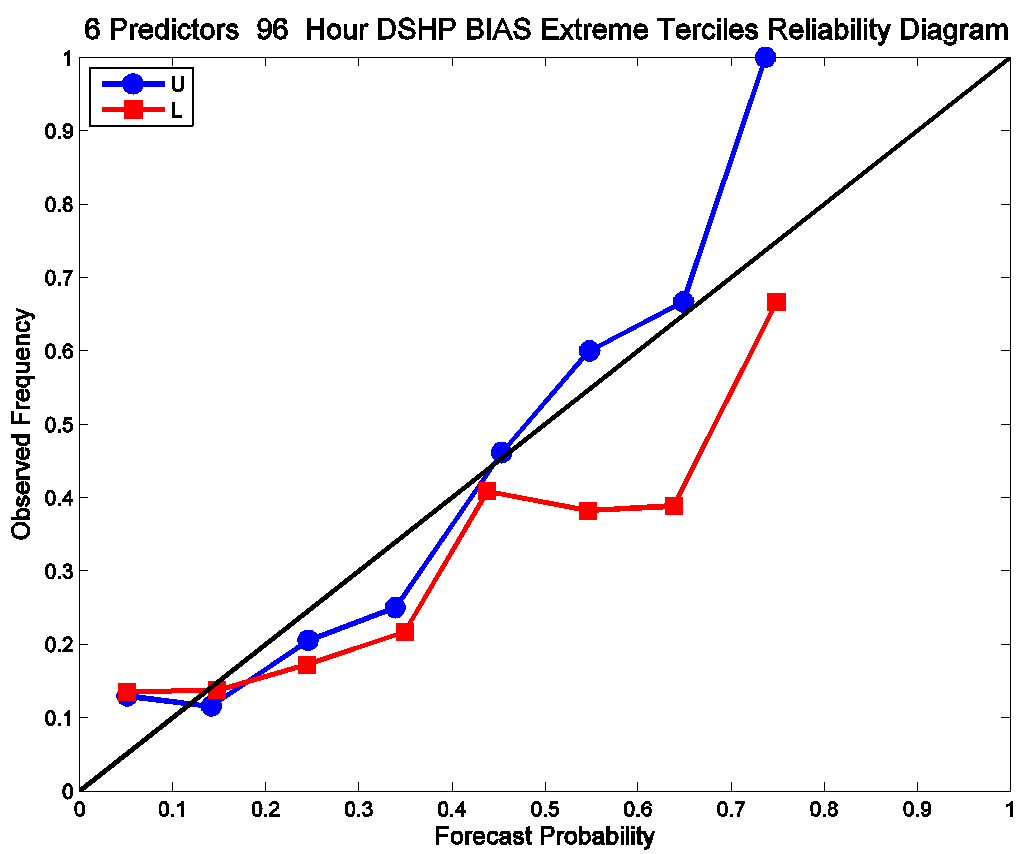 6 Predictors  96  Hour DSHP BIAS Extreme Terciles Reliability Diagram
U
L
1
0.9
0.8
0.7
0.6
0.5
0.4
0.3
0.2
0.1
0
Observed Frequency
0 0.1 0.2 0.3 0.4 0.5 0.6 0.7 0.8 0.9 1
Forecast Probability